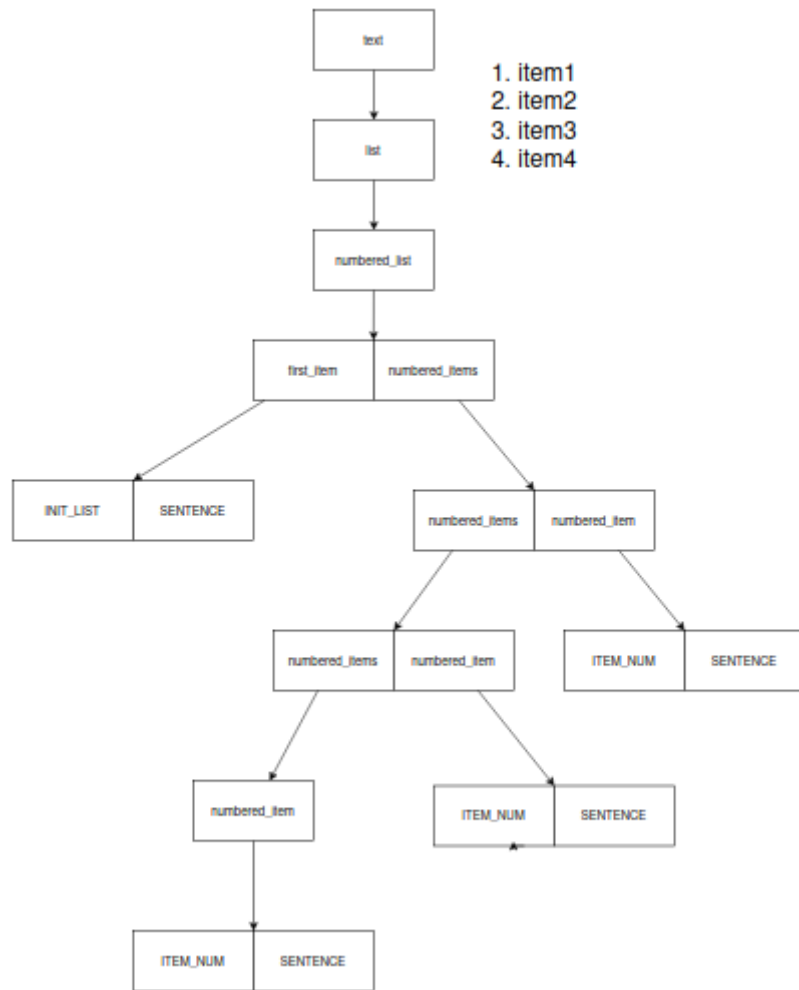 text
1. item1
2. item2
3. item3
4. item4
list
numbered_list
first_item numbered_items
INIT_LIST SENTENCE
numbered_items numbered_item
numbered_items numbered_item
ITEM_NUM SENTENCE
numbered_item
ITEM_NUM SENTENCE
ITEM_NUM SENTENCE